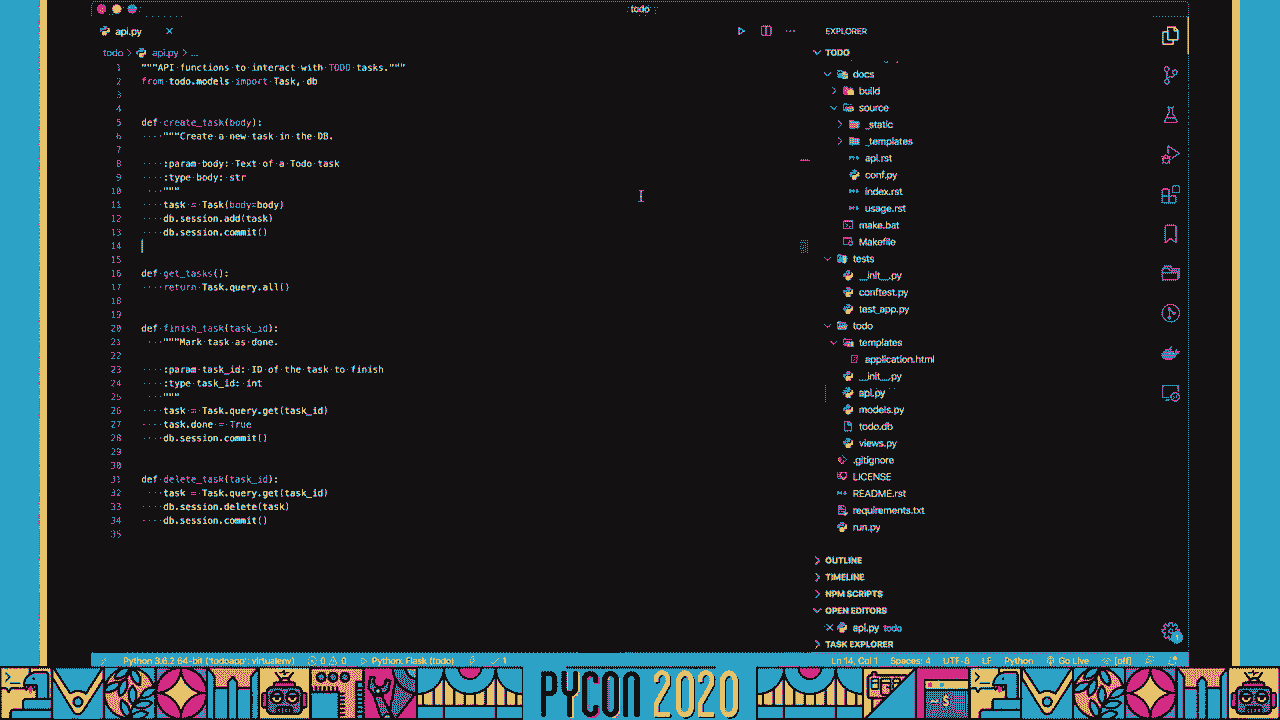 todo
api.py ×
todo > api.py > ...
1 """API functions to interact with TODO tasks."""
2 from todo.models import Task, db
3
4
5 def create_task(body):
6 """Create a new task in the DB.
7
8 :param body: Text of a Todo task
9 :type body: str
10 """
11 task = Task(body=body)
12 db.session.add(task)
13 db.session.commit()
14
15
16 def get_tasks():
17 return Task.query.all()
18
19
20 def finish_task(task_id):
21 """Mark task as done.
22
23 :param task_id: ID of the task to finish
24 :type task_id: int
25 """
26 task = Task.query.get(task_id)
27 task.done = True
28 db.session.commit()
29
30
31 def delete_task(task_id):
32 task = Task.query.get(task_id)
33 db.session.delete(task)
34 db.session.commit()
35
EXPLORER
TODO
docs
build
source
_static
_templates
api.rst
conf.py
index.rst
usage.rst
make.bat
Makefile
tests
__init__.py
conftest.py
test_app.py
todo
templates
application.html
__init__.py
api.py
models.py
todo.db
views.py
.gitignore
LICENSE
README.rst
requirements.txt
run.py
OUTLINE
TIMELINE
NPM SCRIPTS
OPEN EDITORS
api.py todo
TASK EXPLORER
1
Python 3.8.2 64-bit ('todoapp': virtualenv) 0 0 Python: Flask (todo) 1 Ln 14, Col 1 Spaces: 4 UTF-8 LF Python Go Live [off]
PYCON 2020